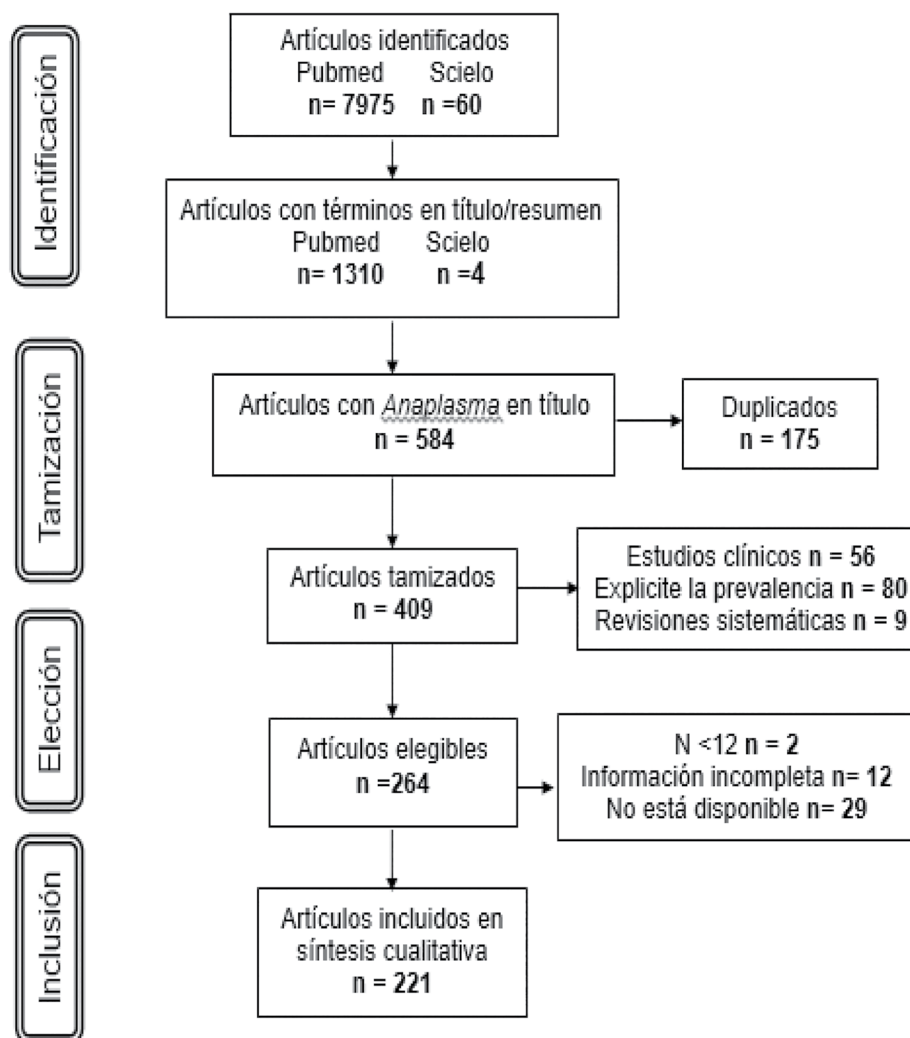 Identificación
Artículos identificados
Pubmed Scielo
n= 7975 n =60
Artículos con términos en título/resumen
Pubmed Scielo
n= 1310 n =4
Tamización
Artículos con Anaplasma en título
n = 584
Duplicados
n = 175
Artículos tamizados
n = 409
Estudios clínicos n = 56
Explicite la prevalencia n = 80
Revisiones sistemáticas n = 9
Elección
Artículos elegibles
n =264
N <12 n = 2
Información incompleta n= 12
No está disponible n= 29
Inclusión
Artículos incluidos en
síntesis cualitativa
n = 221